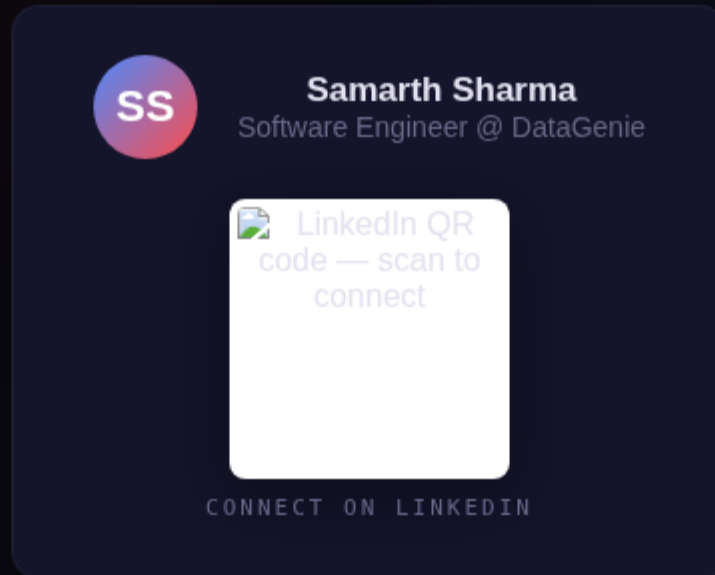 SS
Samarth Sharma
Software Engineer @ DataGenie
LinkedIn QR
code — scan to
connect
CONNECT ON LINKEDIN